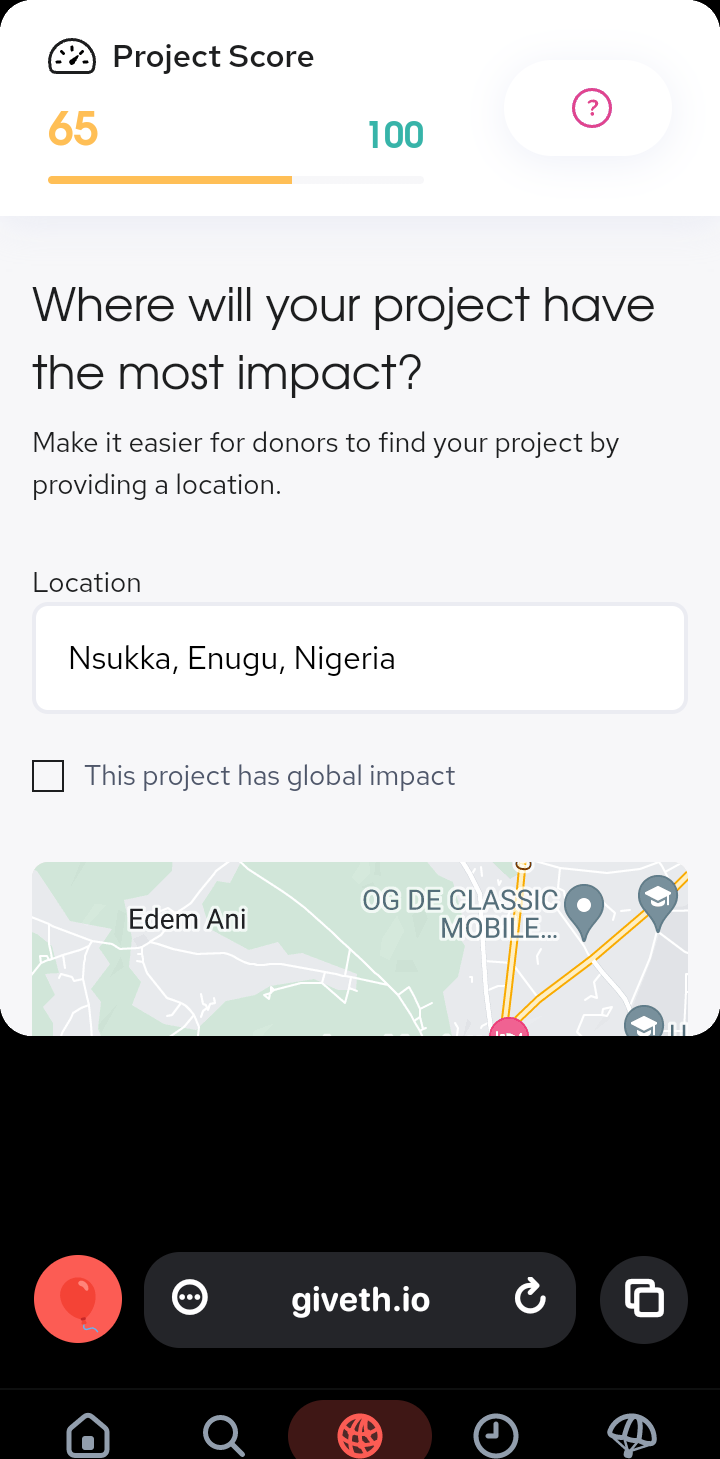 Project Score
65
100
?
Where will your project have
the most impact?
Make it easier for donors to find your project by
providing a location.
Location
Nsukka, Enugu, Nigeria
This project has global impact
Edem Ani
OG DE CLASSIC
MOBILE...
giveth.io